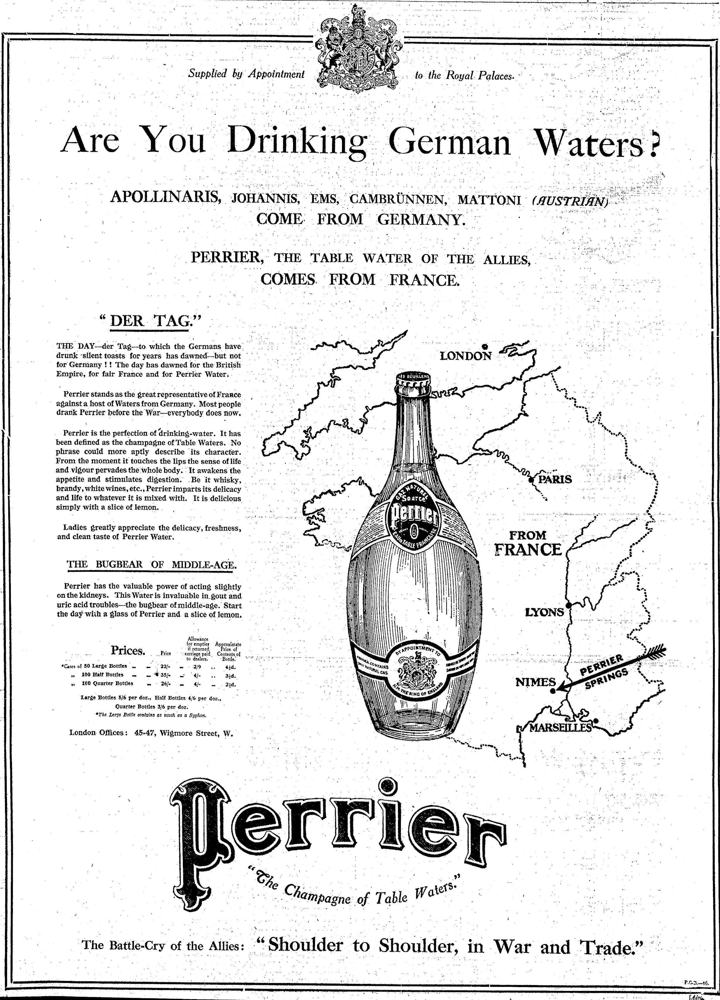 Supplied by Appointment to the Royal Palaces.
DIEU ET MON DROIT
Are You Drinking German Waters?
APOLLINARIS, JOHANNIS, EMS, CAMBRÜNNEN, MATTONI (AUSTRIAN)
COME FROM GERMANY.
PERRIER, THE TABLE WATER OF THE ALLIES,
COMES FROM FRANCE.
"DER TAG."
THE DAY—der Tag—to which the Germans have
drunk silent toasts for years has dawned—but not
for Germany ! ! The day has dawned for the British
Empire, for fair France and for Perrier Water.
Perrier stands as the great representative of France
against a host of Waters from Germany. Most people
drank Perrier before the War—everybody does now.
Perrier is the perfection of drinking-water. It has
been defined as the champagne of Table Waters. No
phrase could more aptly describe its character.
From the moment it touches the lips the sense of life
and vigour pervades the whole body. It awakens the
appetite and stimulates digestion. Be it whisky,
brandy, white wines, etc., Perrier imparts its delicacy
and life to whatever it is mixed with. It is delicious
simply with a slice of lemon.
Ladies greatly appreciate the delicacy, freshness,
and clean taste of Perrier Water.
THE BUGBEAR OF MIDDLE-AGE.
Perrier has the valuable power of acting slightly
on the kidneys. This Water is invaluable in gout and
uric acid troubles—the bugbear of middle-age. Start
the day with a glass of Perrier and a slice of lemon.
Prices. Price Allowance for empties if returned carriage paid to dealers. Approximate Price of Contents of Bottle.
*Cases of 50 Large Bottles 22/- 2/9 4½d.
„ 100 Half Bottles 35/- 4/- 3½d.
„ 100 Quarter Bottles 26/- 4/- 2½d.
Large Bottles 5/6 per doz., Half Bottles 4/6 per doz.,
Quarter Bottles 3/6 per doz.
*The Large Bottle contains as much as a Syphon.
London Offices: 45-47, Wigmore Street, W.
LONDON
PARIS
FROM
FRANCE
LYONS
PERRIER
SPRINGS
NIMES
MARSEILLES
LES BOUILLENS
GAZ NATUREL
Source
Perrier
EAU DE TABLE FRANCAISE
BY APPOINTMENT TO
H.M. THE KING OF ENGLAND
PERRIER CONTAINS
ONLY NATURAL GAS
Perrier
"The Champagne of Table Waters."
The Battle-Cry of the Allies: "Shoulder to Shoulder, in War and Trade."
P.G.3.—16.
[Advt.